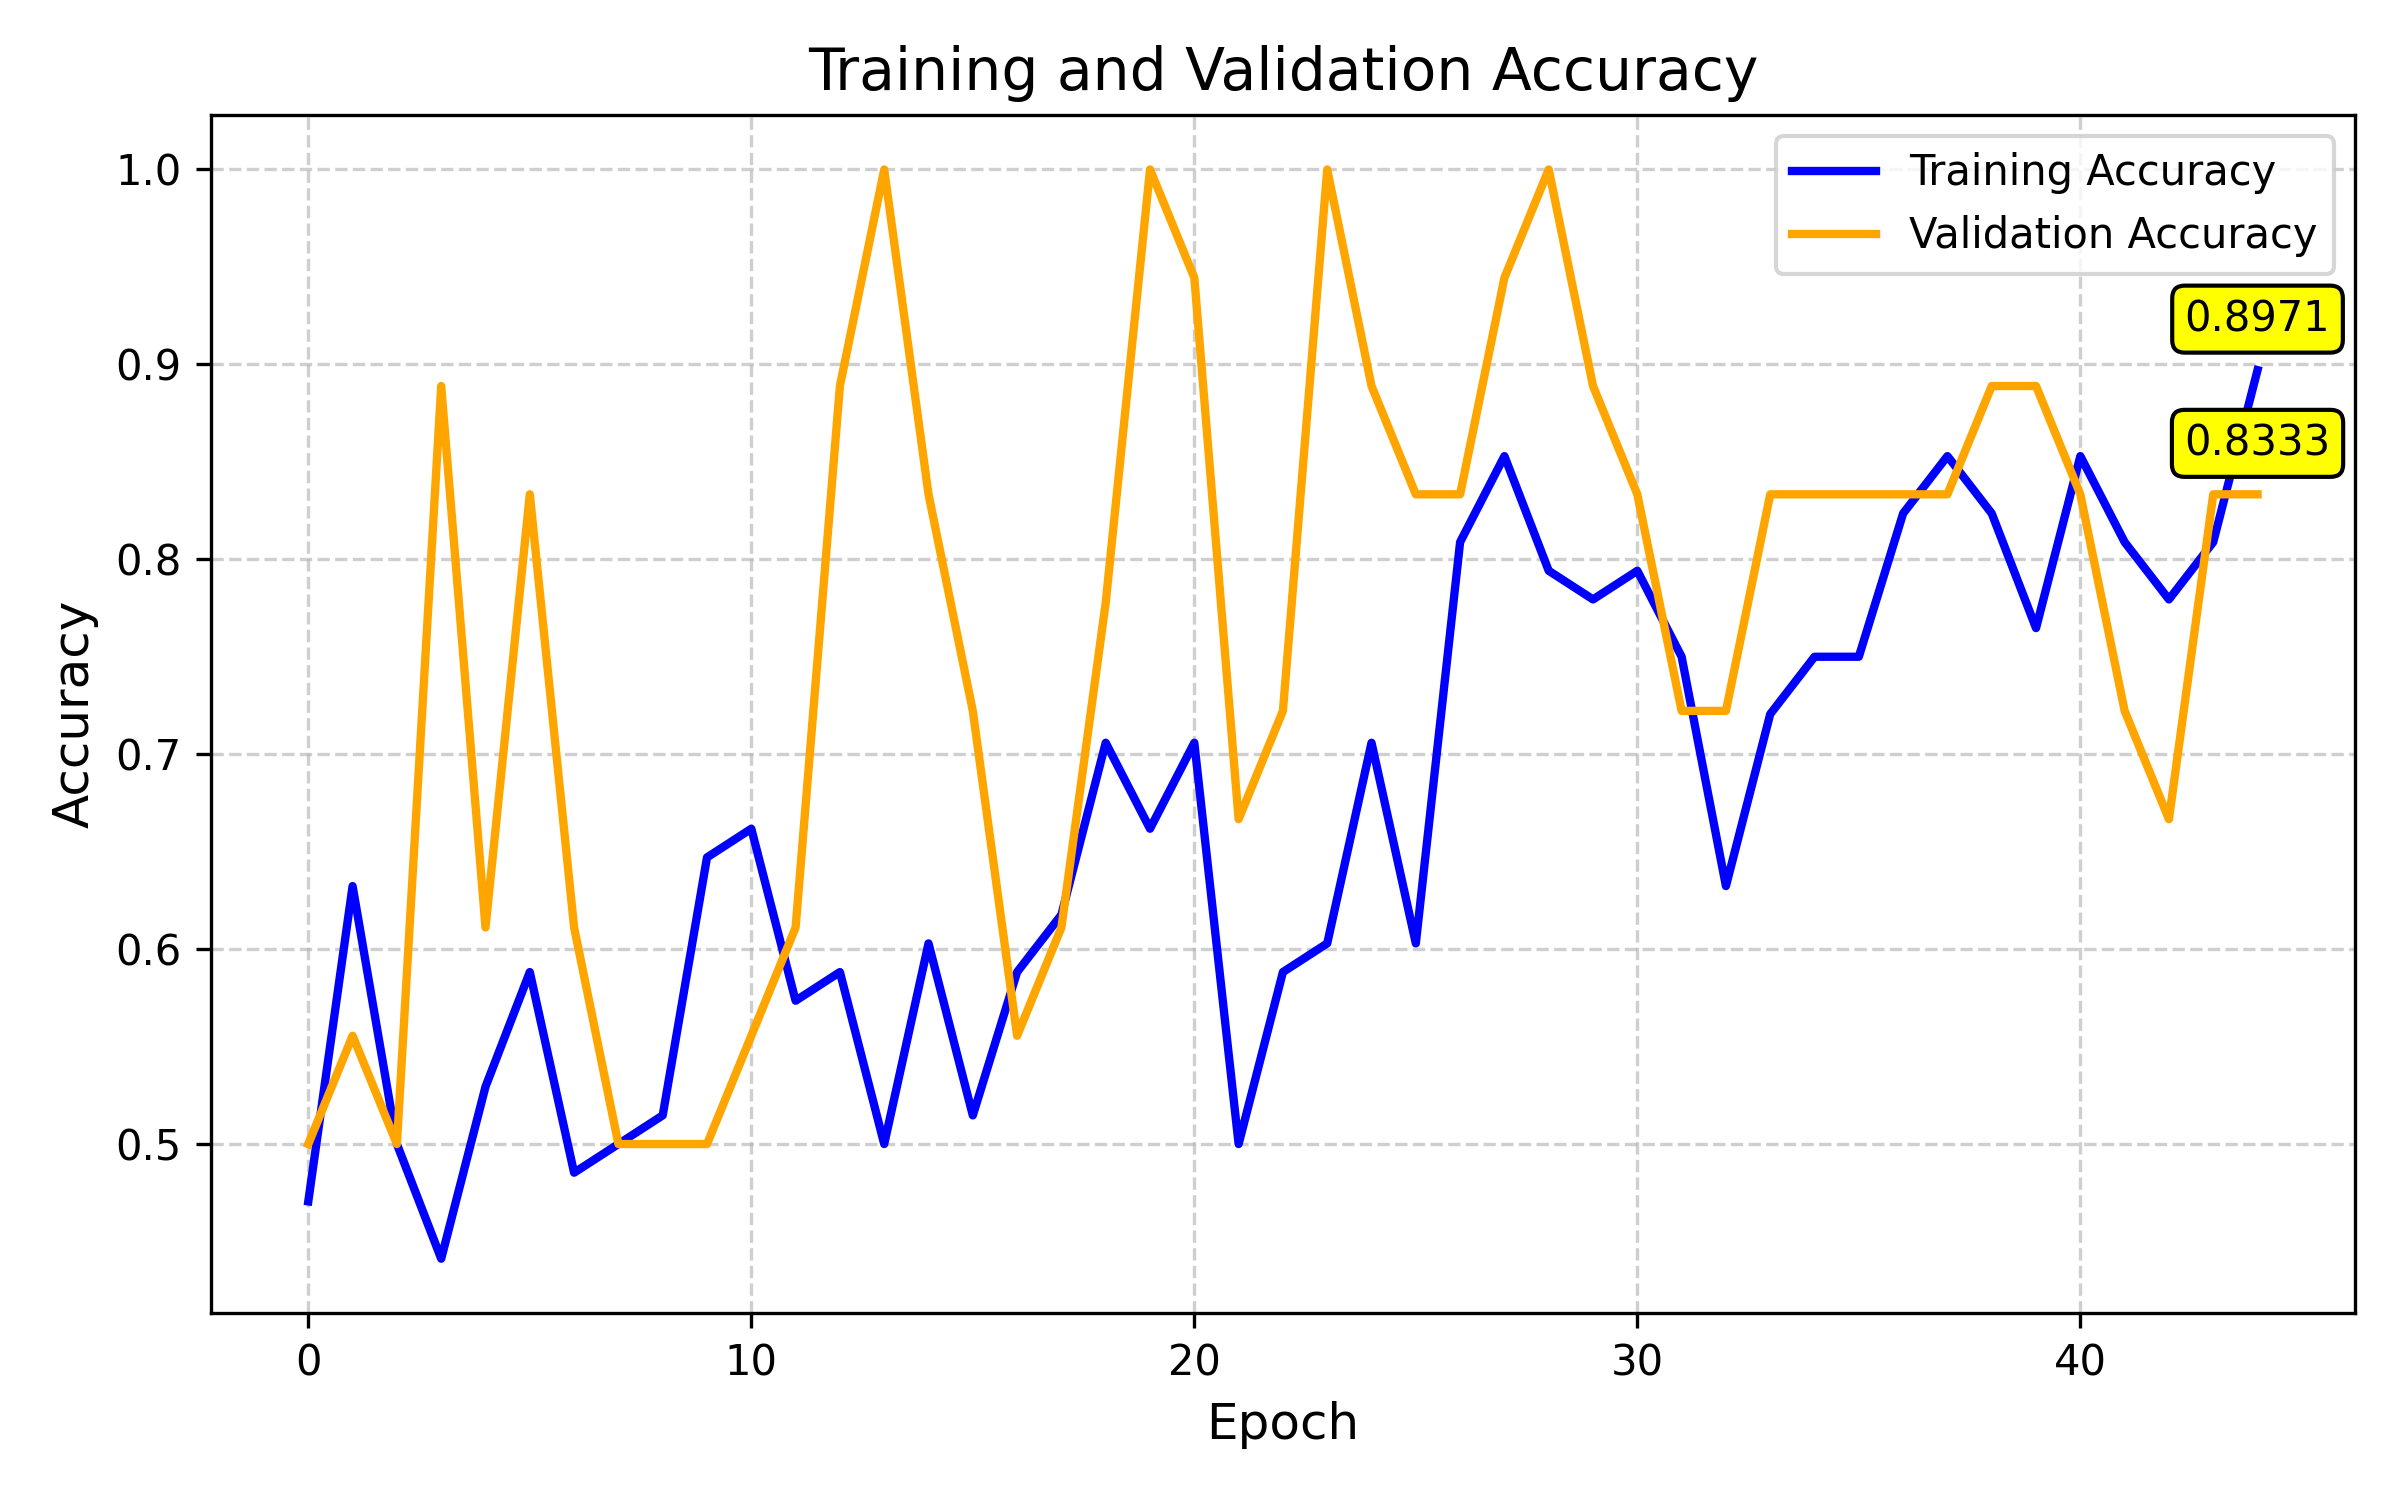 Training and Validation Accuracy
Training Accuracy
Validation Accuracy
0.8971
0.8333
Accuracy
1.0
0.9
0.8
0.7
0.6
0.5
0 10 20 30 40
Epoch